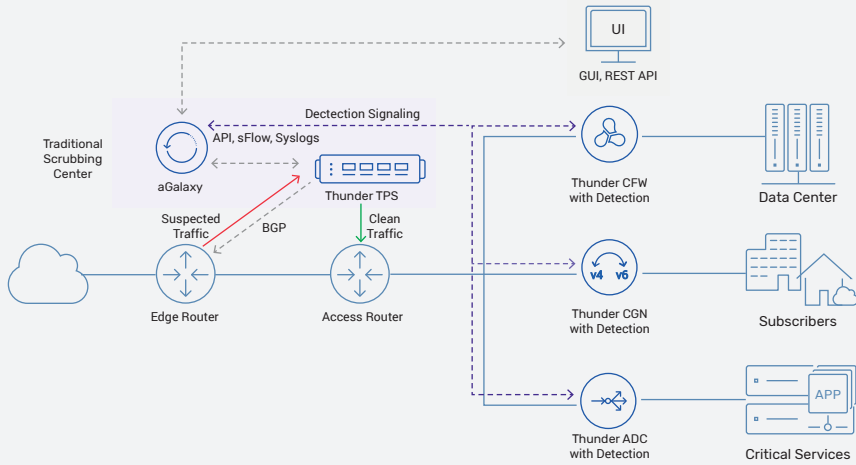 UI
GUI, REST API
Dectection Signaling
Traditional
Scrubbing
Center
API, sFlow, Syslogs
aGalaxy
Thunder TPS
Thunder CFW
with Detection
Data Center
Suspected
Traffic
BGP
Clean
Traffic
v4 v6
Edge Router
Access Router
Thunder CGN
with Detection
Subscribers
APP
Thunder ADC
with Detection
Critical Services